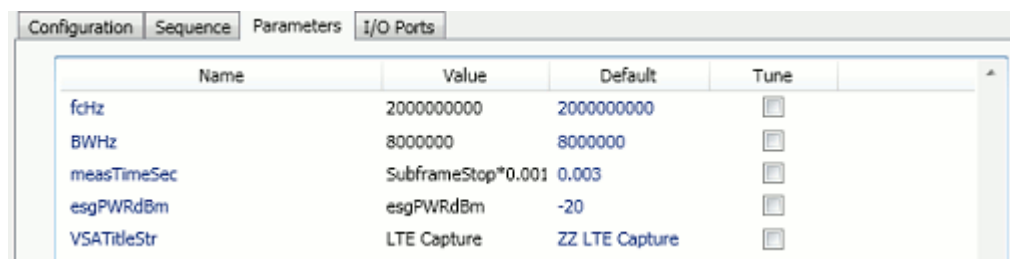 Configuration Sequence Parameters I/O Ports
Name Value Default Tune
fcHz 2000000000 2000000000
BWHz 8000000 8000000
measTimeSec SubframeStop*0.001 0.003
esgPWRdBm esgPWRdBm -20
VSATitleStr LTE Capture ZZ LTE Capture